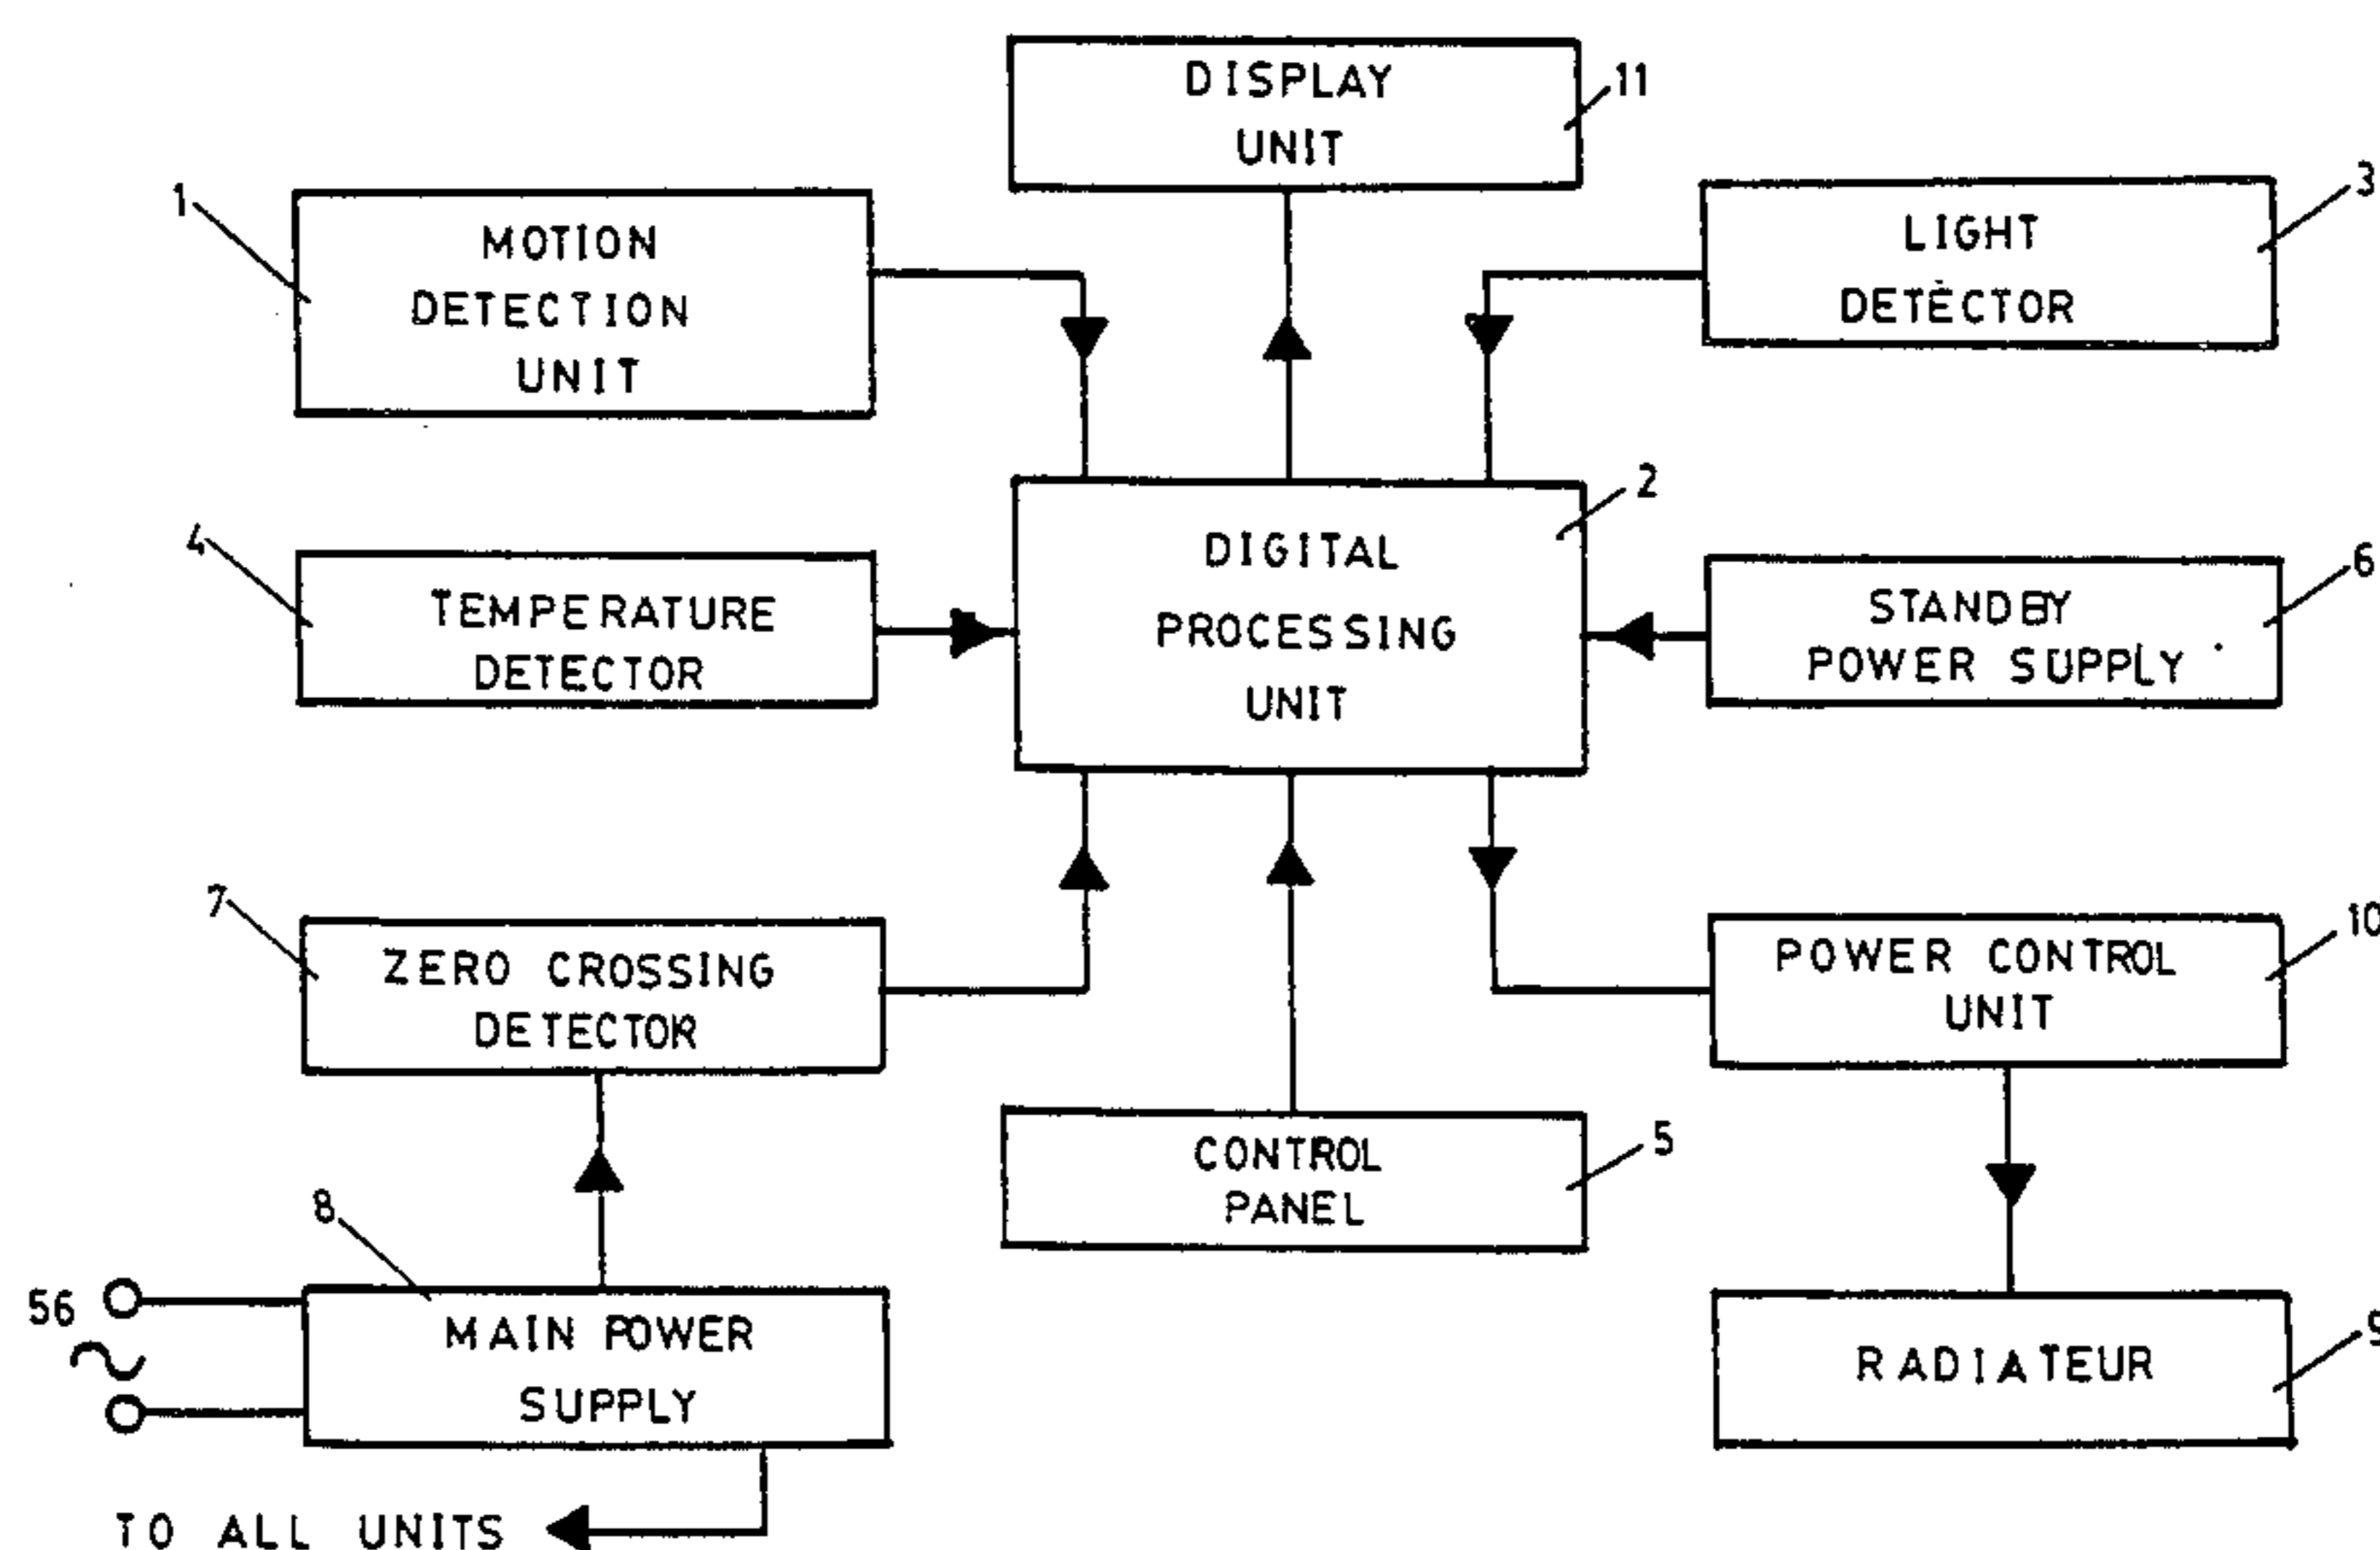 DISPLAY
UNIT
11
1
MOTION
DETECTION
UNIT
3
LIGHT
DETECTOR
2
DIGITAL
PROCESSING
UNIT
4
TEMPERATURE
DETECTOR
6
STANDBY
POWER SUPPLY
7
ZERO CROSSING
DETECTOR
10
POWER CONTROL
UNIT
5
CONTROL
PANEL
8
56
MAIN POWER
SUPPLY
9
RADIATEUR
TO ALL UNITS